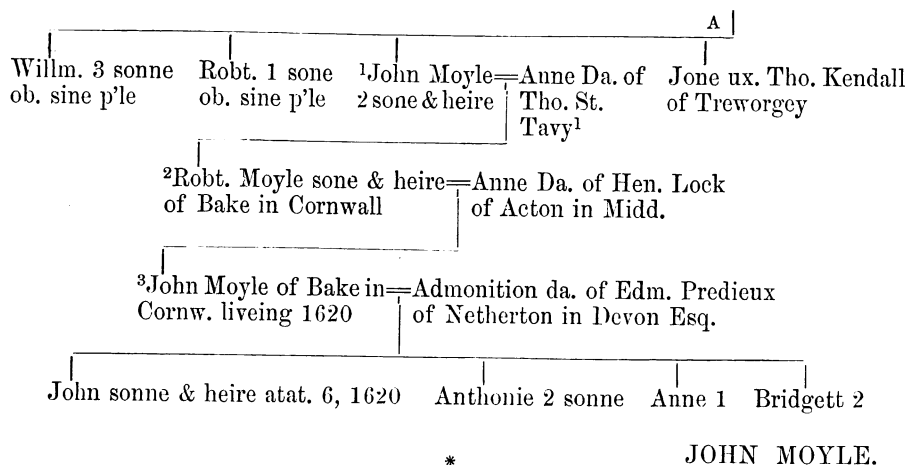 A
Willm. 3 sonne
ob. sine p'le
Robt. 1 sone
ob. sine p'le
¹John Moyle=Anne Da. of
2 sone & heire
Tho. St.
Tavy¹
Jone ux. Tho. Kendall
of Treworgey
²Robt. Moyle sone & heire=Anne Da. of Hen. Lock
of Bake in Cornwall
of Acton in Midd.
³John Moyle of Bake in=Admonition da. of Edm. Predieux
Cornw. liveing 1620
of Netherton in Devon Esq.
John sonne & heire atat. 6, 1620
Anthonie 2 sonne
Anne 1
Bridgett 2
*
JOHN MOYLE.